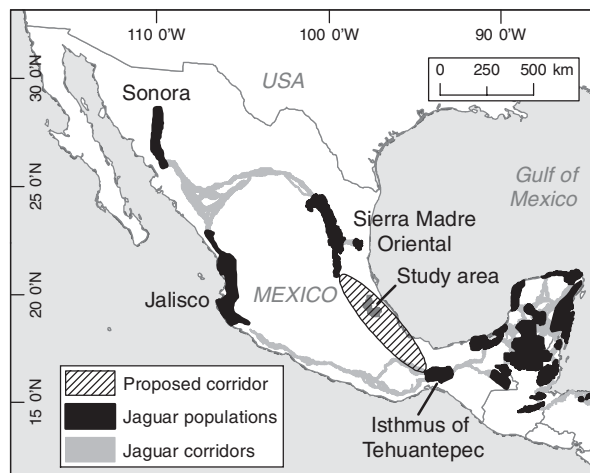 110 0'W
100 0'W
90 0'W
30 0'N
25 0'N
20 0'N
15 0'N
USA
0 250 500 km
Sonora
Gulf of
Mexico
Sierra Madre
Oriental
Study area
MEXICO
Jalisco
Isthmus of
Tehuantepec
Proposed corridor
Jaguar populations
Jaguar corridors